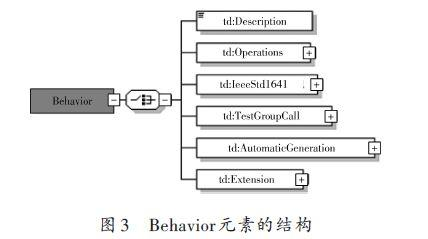 td:Description
td:Operations
td:IeeeStd1641
Behavior
td:TestGroupCall
td:AutomaticGeneration
td:Extension
图3 Behavior元素的结构